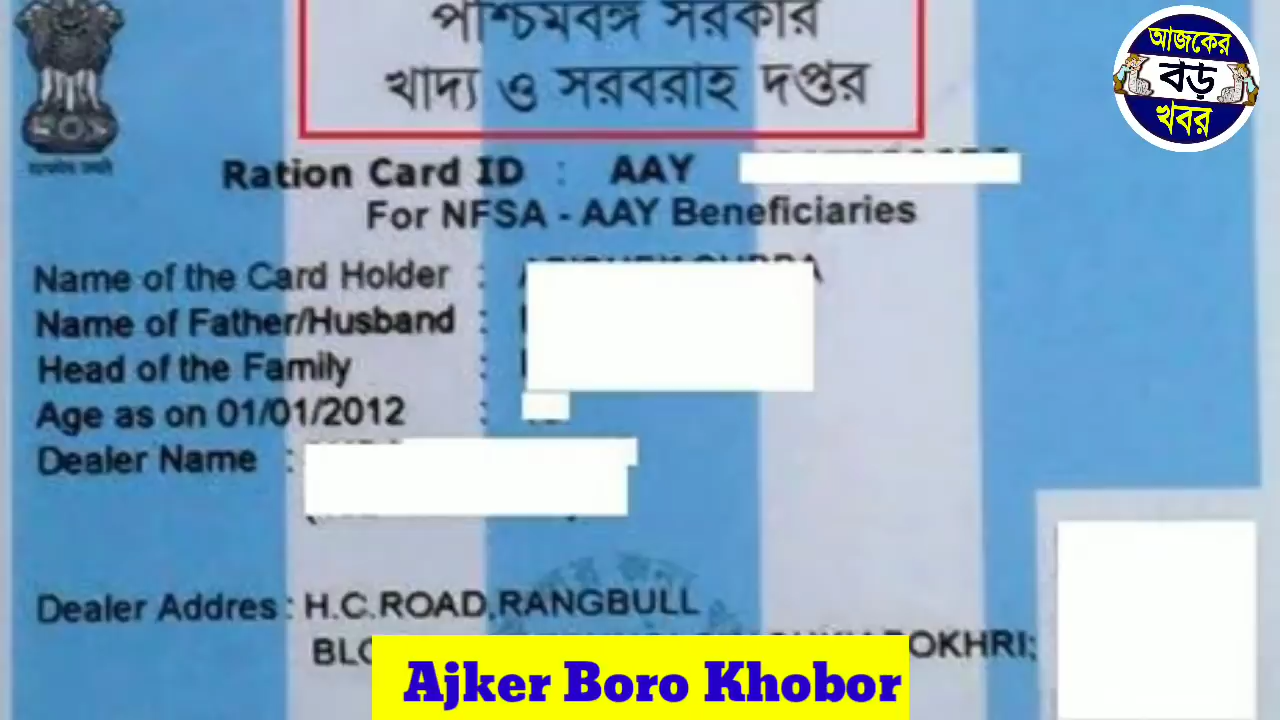 পশ্চিমবঙ্গ সরকার
খাদ্য ও সরবরাহ দপ্তর
আজকের
বড়
খবর
Ration Card ID : AAY
For NFSA - AAY Beneficiaries
Name of the Card Holder :
Name of Father/Husband :
Head of the Family :
Age as on 01/01/2012 :
Dealer Name :
Dealer Addres : H.C.ROAD,RANGBULL
Ajker Boro Khobor